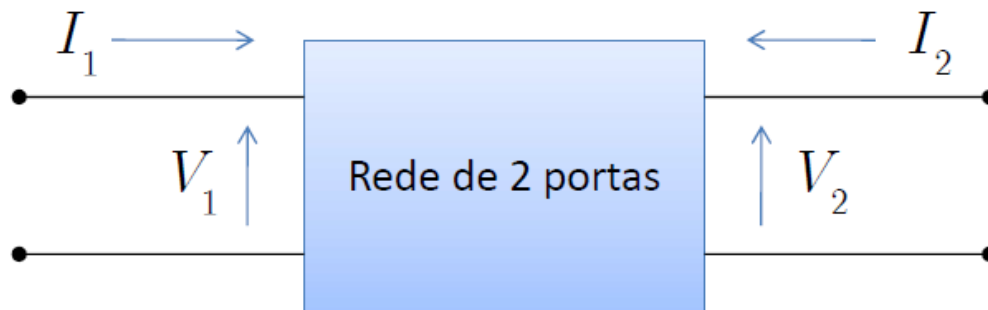 I₁
I₂
V₁
Rede de 2 portas
V₂